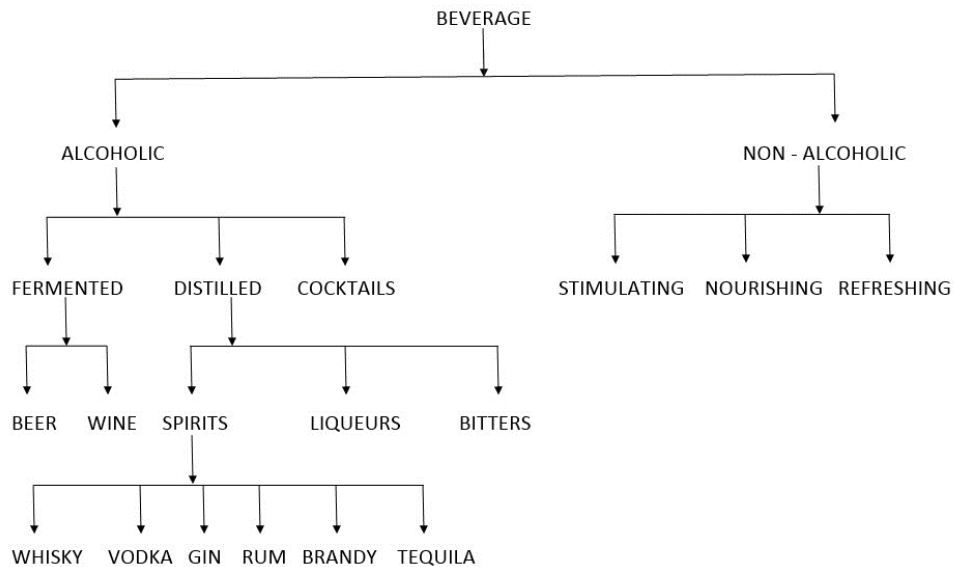 BEVERAGE
ALCOHOLIC NON - ALCOHOLIC
FERMENTED DISTILLED COCKTAILS STIMULATING NOURISHING REFRESHING
BEER WINE SPIRITS LIQUEURS BITTERS
WHISKY VODKA GIN RUM BRANDY TEQUILA